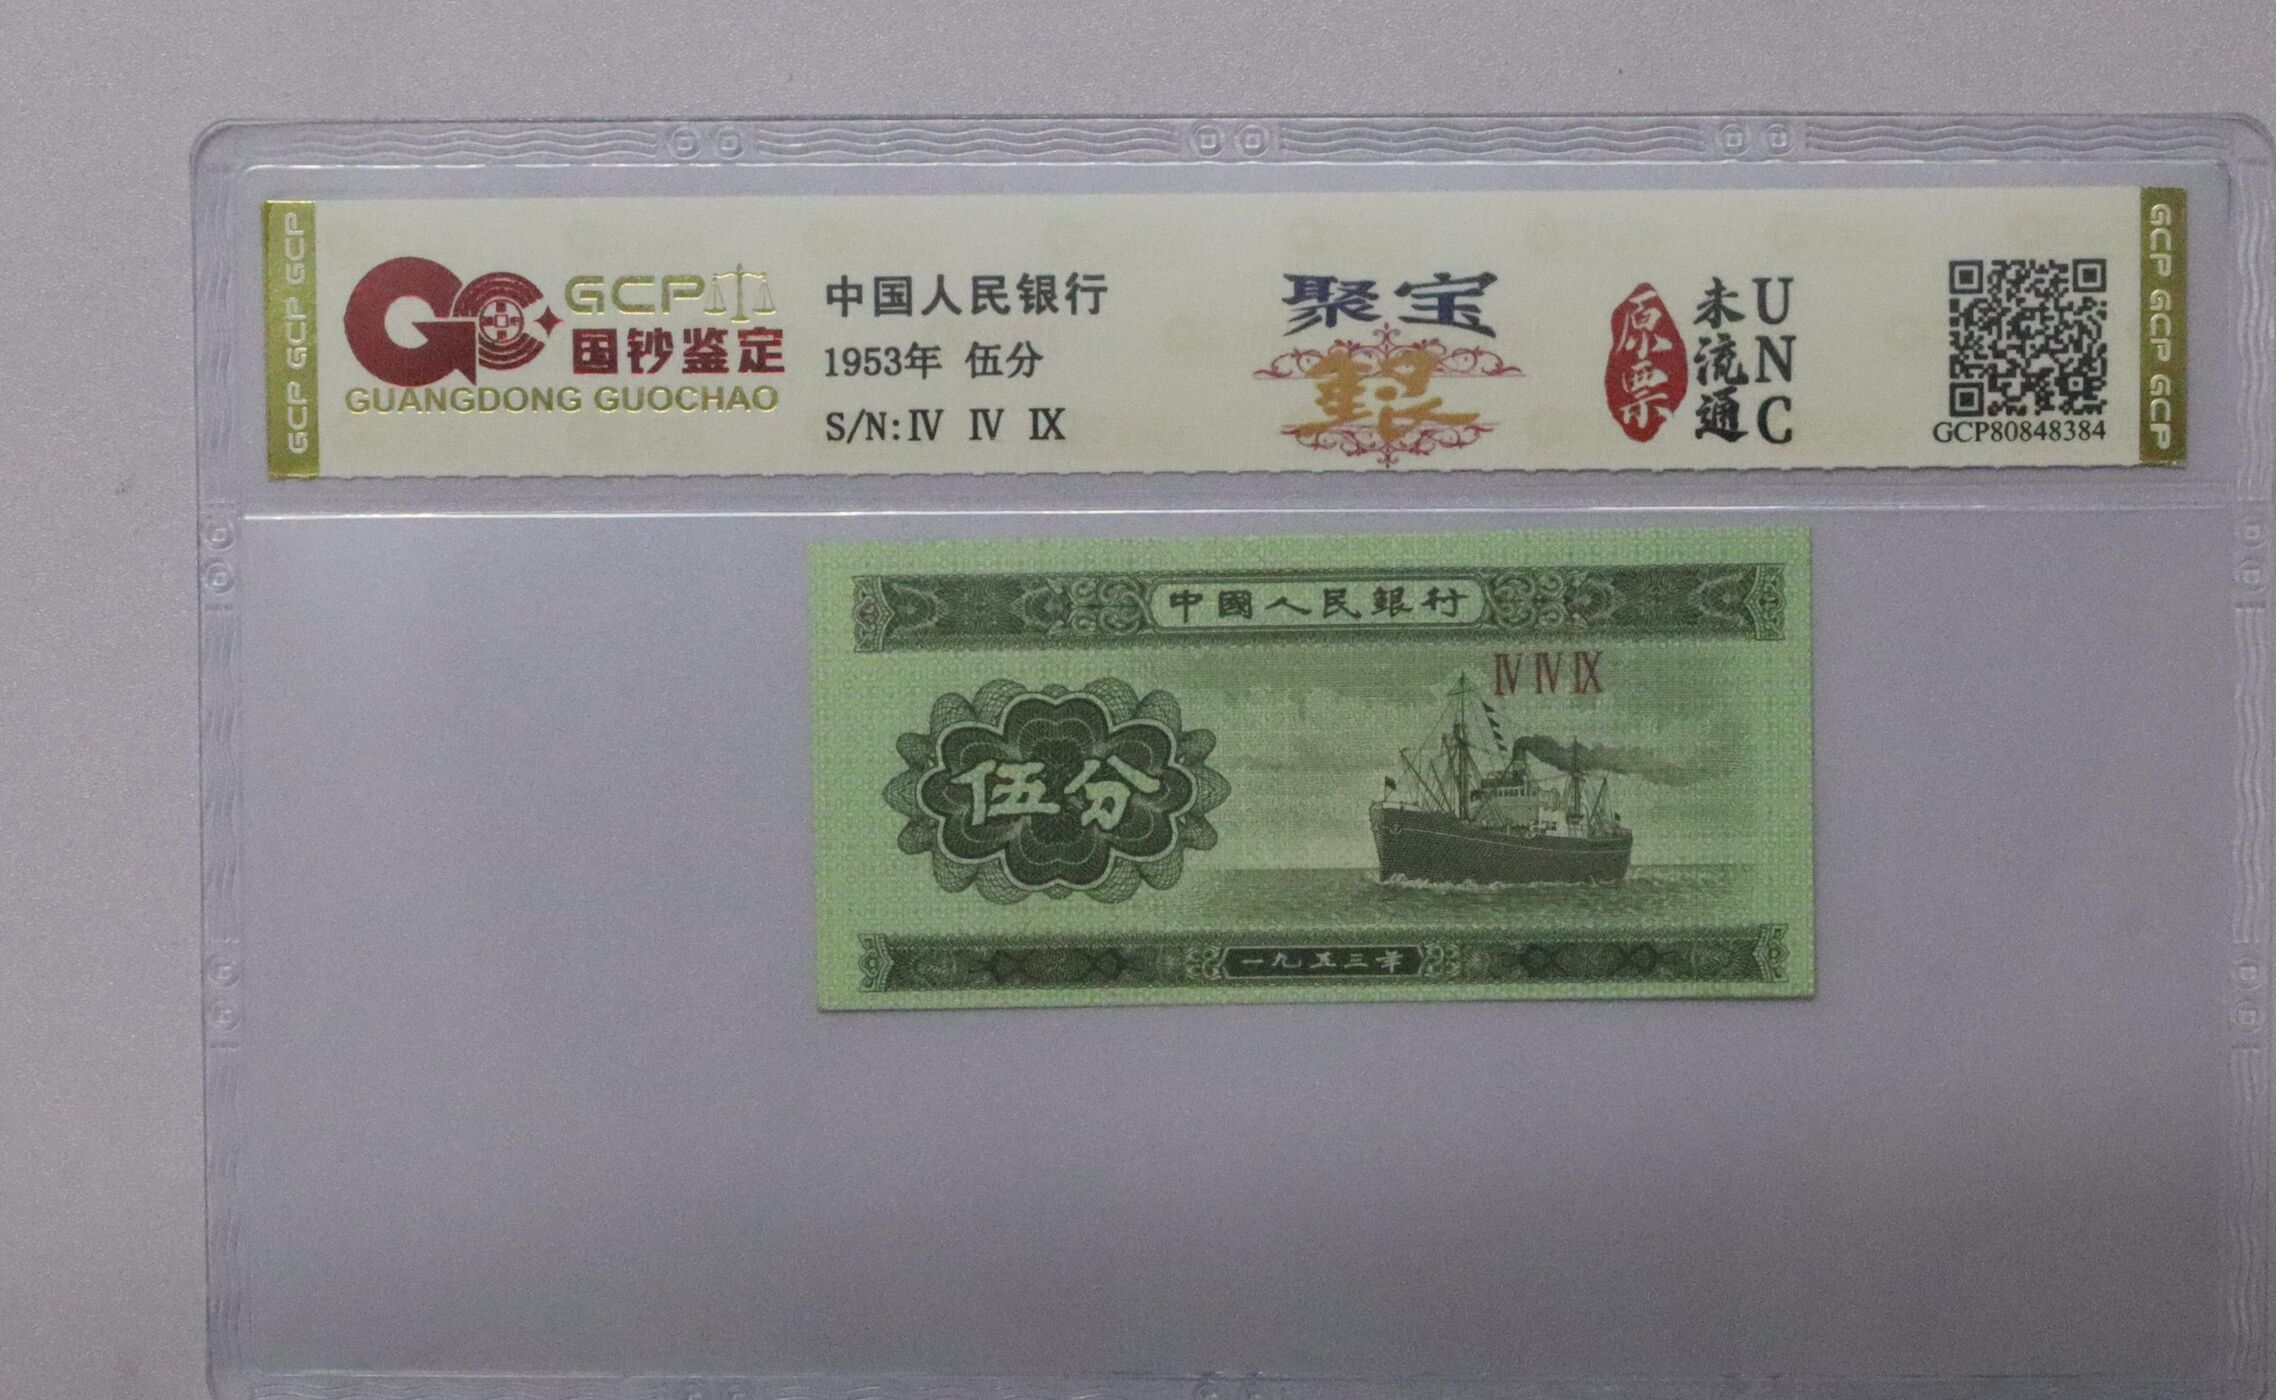 GCP GCP GCP
GCP
国钞鉴定
GUANGDONG GUOCHAO
中国人民银行
1953年 伍分
S/N:Ⅳ Ⅳ Ⅸ
聚宝
原票
未流通
UNC
GCP80848384
GCP GCP GCP
中國人民銀行
Ⅳ Ⅳ Ⅸ
伍分
一九五三年